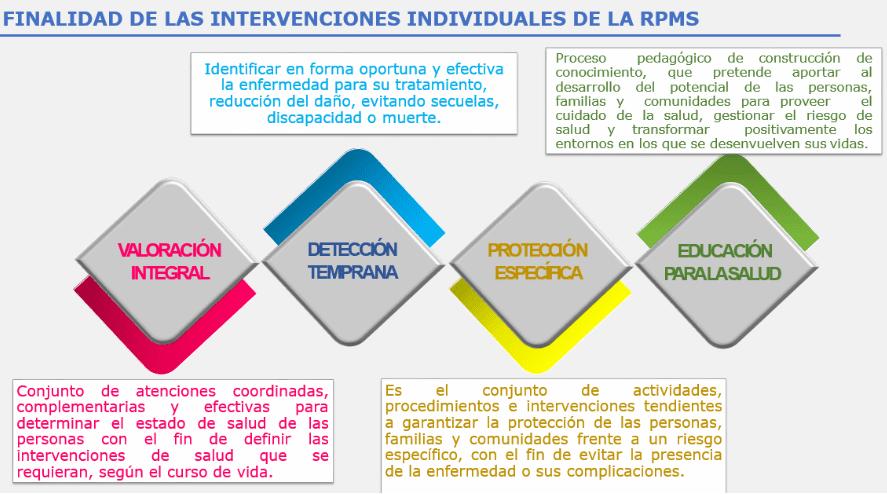 FINALIDAD DE LAS INTERVENCIONES INDIVIDUALES DE LA RPMS
Identificar en forma oportuna y efectiva
la enfermedad para su tratamiento,
reducción del daño, evitando secuelas,
discapacidad o muerte.
Proceso pedagógico de construcción de
conocimiento, que pretende aportar al
desarrollo del potencial de las personas,
familias y comunidades para proveer el
cuidado de la salud, gestionar el riesgo de
salud y transformar positivamente los
entornos en los que se desenvuelven sus vidas.
VALORACIÓN
INTEGRAL
DETECCIÓN
TEMPRANA
PROTECCIÓN
ESPECÍFICA
EDUCACIÓN
PARA LA SALUD
Conjunto de atenciones coordinadas,
complementarias y efectivas para
determinar el estado de salud de las
personas con el fin de definir las
intervenciones de salud que se
requieran, según el curso de vida.
Es el conjunto de actividades,
procedimientos e intervenciones tendientes
a garantizar la protección de las personas,
familias y comunidades frente a un riesgo
específico, con el fin de evitar la presencia
de la enfermedad o sus complicaciones.